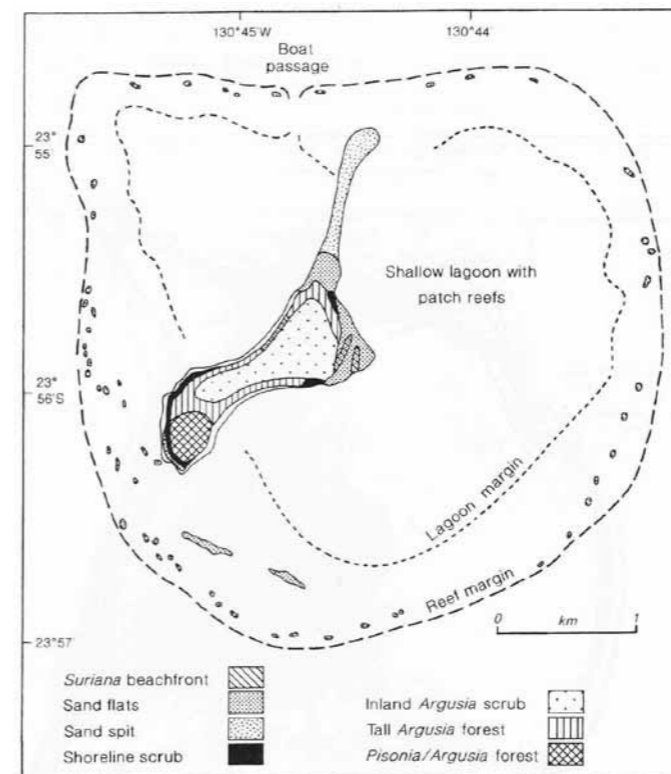 130°45'W
130°44'
Boat
passage
23°
55'
Shallow lagoon with
patch reefs
23°
56'S
Lagoon margin
Reef margin
0 km 1
23°57'
Suriana beachfront
Sand flats
Sand spit
Shoreline scrub
Inland Argusia scrub
Tall Argusia forest
Pisonia/Argusia forest